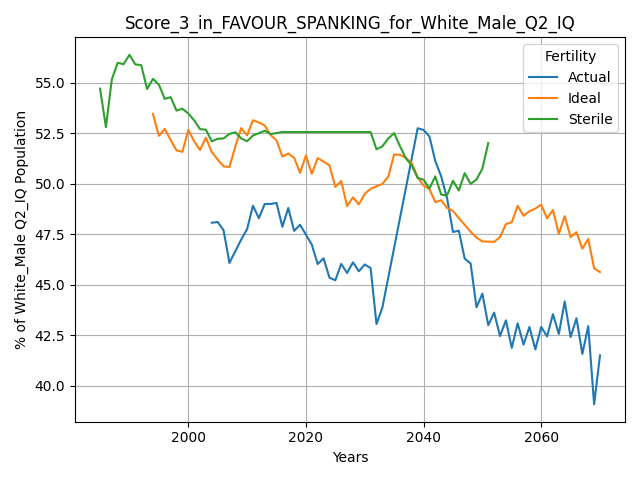 Score_3_in_FAVOUR_SPANKING_for_White_Male_Q2_IQ
Fertility
Actual
Ideal
Sterile
% of White_Male Q2_IQ Population
55.0
52.5
50.0
47.5
45.0
42.5
40.0
2000 2020 2040 2060
Years